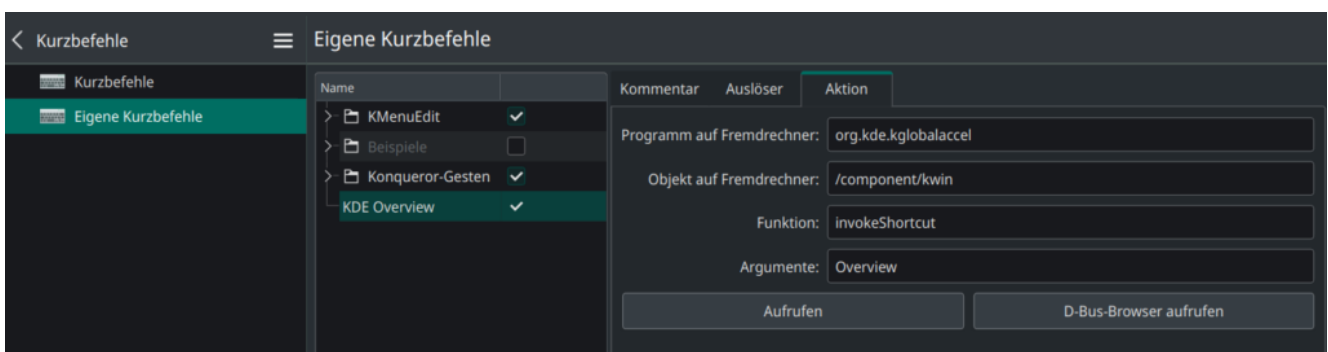 Kurzbefehle
Kurzbefehle
Eigene Kurzbefehle
Eigene Kurzbefehle
Name
KMenuEdit
Beispiele
Konqueror-Gesten
KDE Overview
Kommentar Auslöser Aktion
Programm auf Fremdrechner: org.kde.kglobalaccel
Objekt auf Fremdrechner: /component/kwin
Funktion: invokeShortcut
Argumente: Overview
Aufrufen D-Bus-Browser aufrufen